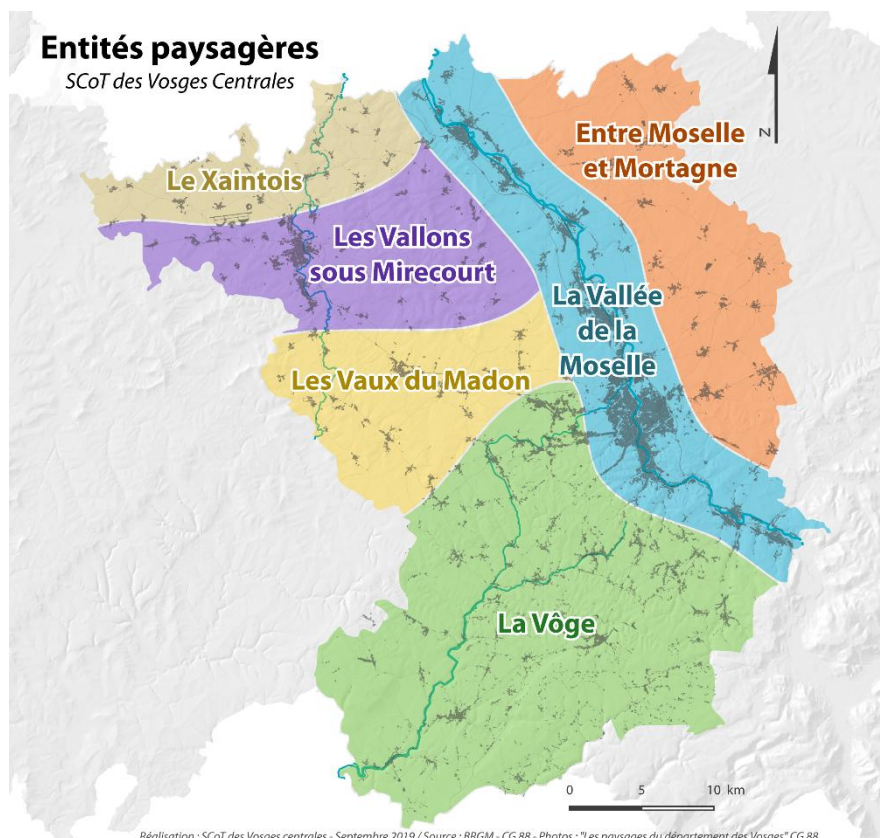 Entités paysagères
SCoT des Vosges Centrales
N
Entre Moselle
et Mortagne
Le Xaintois
Les Vallons
sous Mirecourt
La Vallée
de la
Moselle
Les Vaux du Madon
La Vôge
0 5 10 km
Réalisation : SCoT des Vosges centrales - Septembre 2019 / Source : BRGM - CG 88 - Photos : "Les paysages du département des Vosges" CG 88